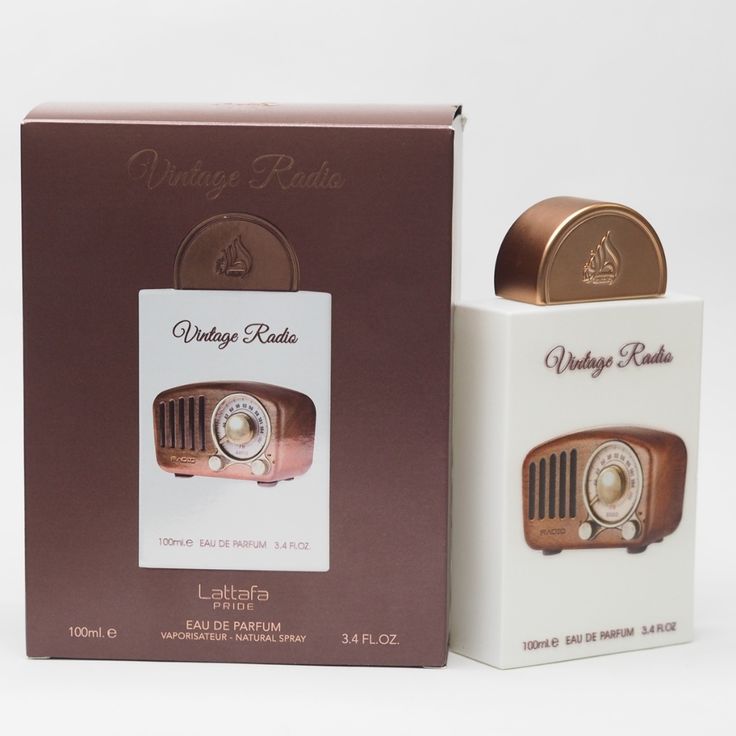 Vintage Radio
Vintage Radio
RADIO
100ml.e EAU DE PARFUM 3.4 Fl.OZ.
Lattafa
PRIDE
100ml. e EAU DE PARFUM 3.4 FL.OZ.
VAPORISATEUR - NATURAL SPRAY
Vintage Radio
RADIO
100ml.e EAU DE PARFUM 3.4 Fl.OZ